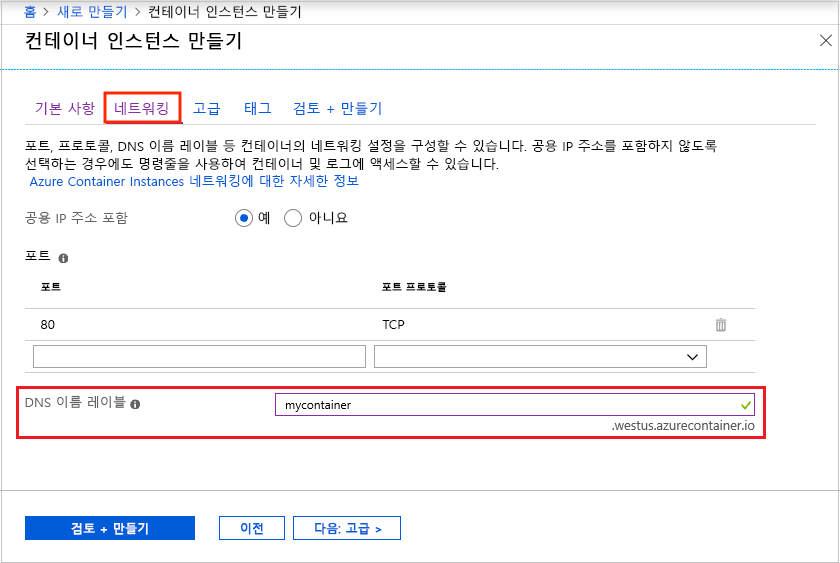 홈 > 새로 만들기 > 컨테이너 인스턴스 만들기
컨테이너 인스턴스 만들기
기본 사항 네트워킹 고급 태그 검토 + 만들기
포트, 프로토콜, DNS 이름 레이블 등 컨테이너의 네트워킹 설정을 구성할 수 있습니다. 공용 IP 주소를 포함하지 않도록
선택하는 경우에도 명령줄을 사용하여 컨테이너 및 로그에 액세스할 수 있습니다.
Azure Container Instances 네트워킹에 대한 자세한 정보
공용 IP 주소 포함 예 아니요
포트
포트 포트 프로토콜
80 TCP
DNS 이름 레이블 mycontainer
.westus.azurecontainer.io
검토 + 만들기 이전 다음: 고급 >